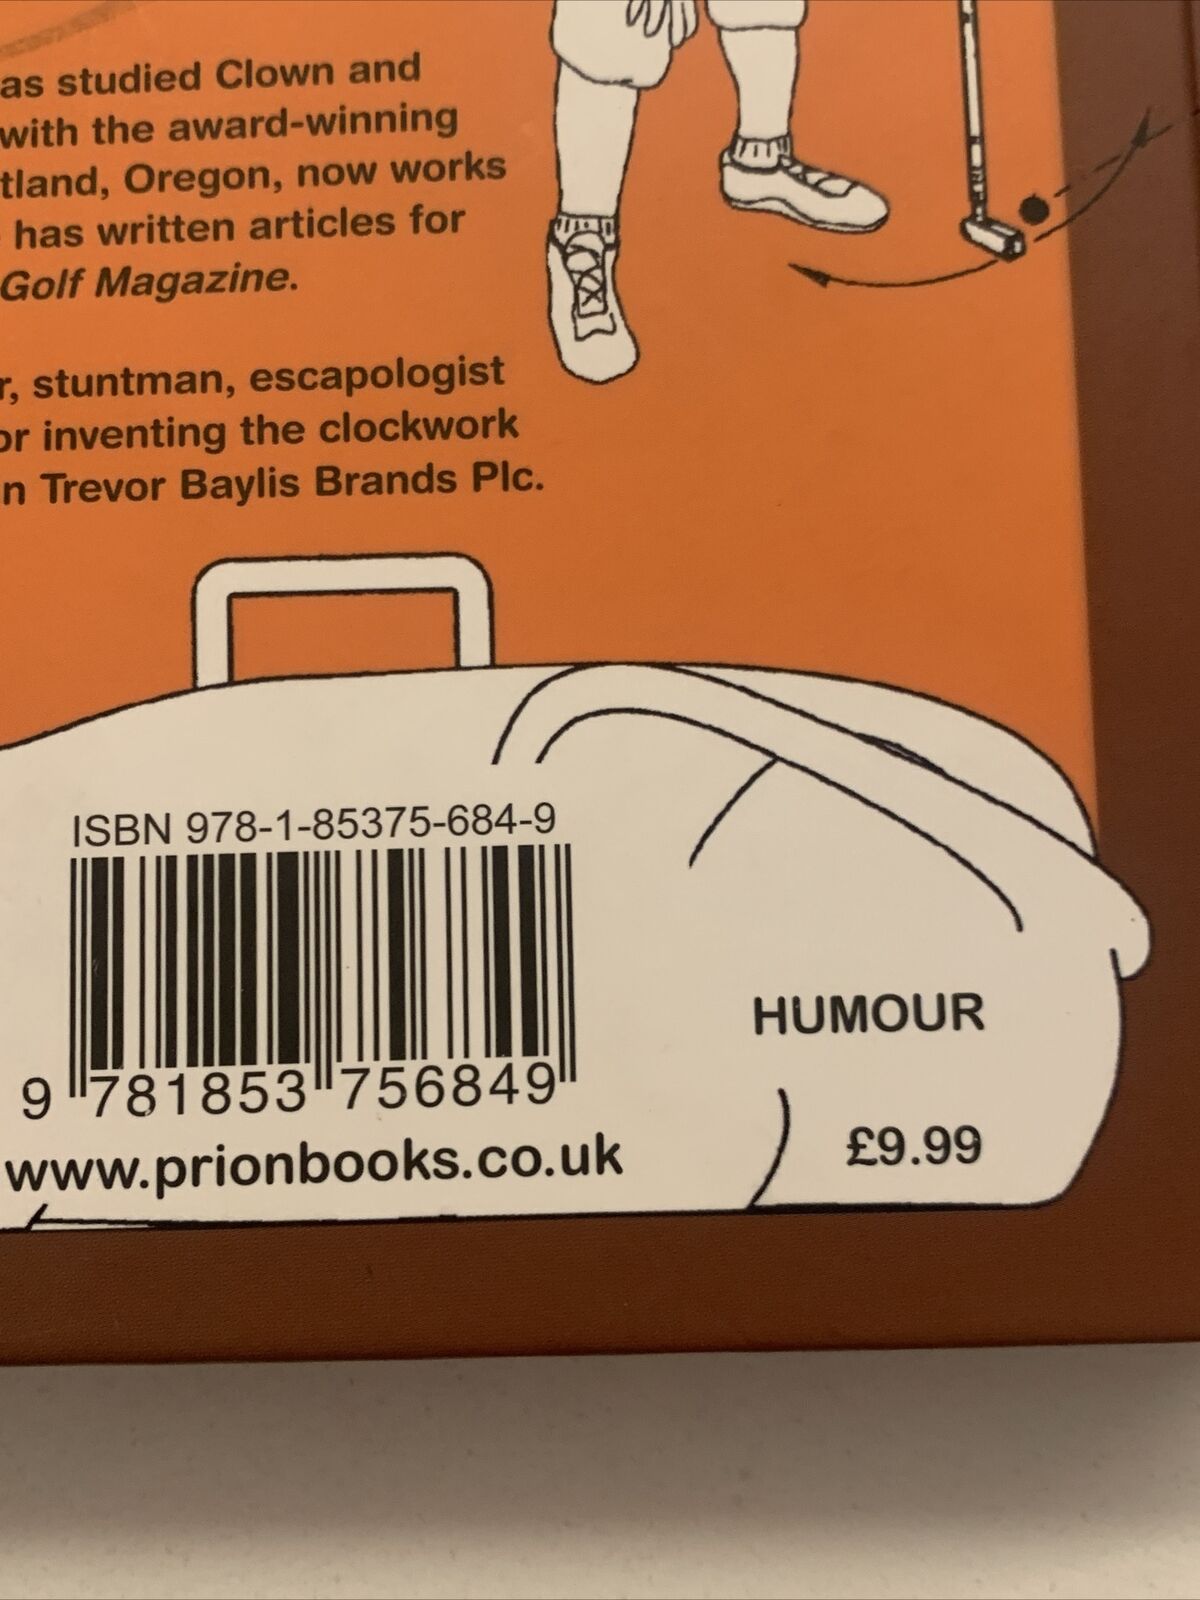 as studied Clown and
with the award-winning
tland, Oregon, now works
has written articles for
Golf Magazine.
r, stuntman, escapologist
or inventing the clockwork
n Trevor Baylis Brands Plc.
ISBN 978-1-85375-684-9
9 781853 756849
www.prionbooks.co.uk
HUMOUR
£9.99